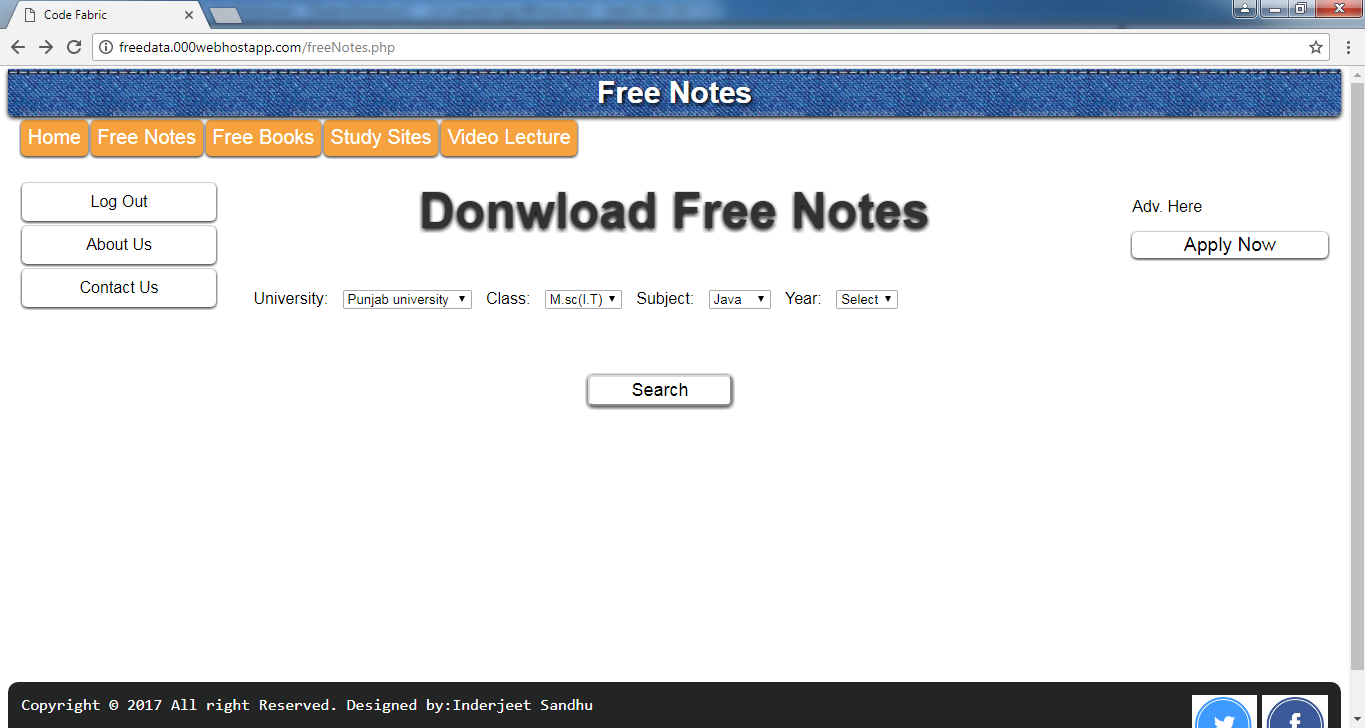 Code Fabric
freedata.000webhostapp.com/freeNotes.php
Free Notes
Home Free Notes Free Books Study Sites Video Lecture
Log Out
About Us
Contact Us
Donwload Free Notes
University: Punjab university Class: M.sc(I.T) Subject: Java Year: Select
Search
Adv. Here
Apply Now
Copyright © 2017 All right Reserved. Designed by:Inderjeet Sandhu